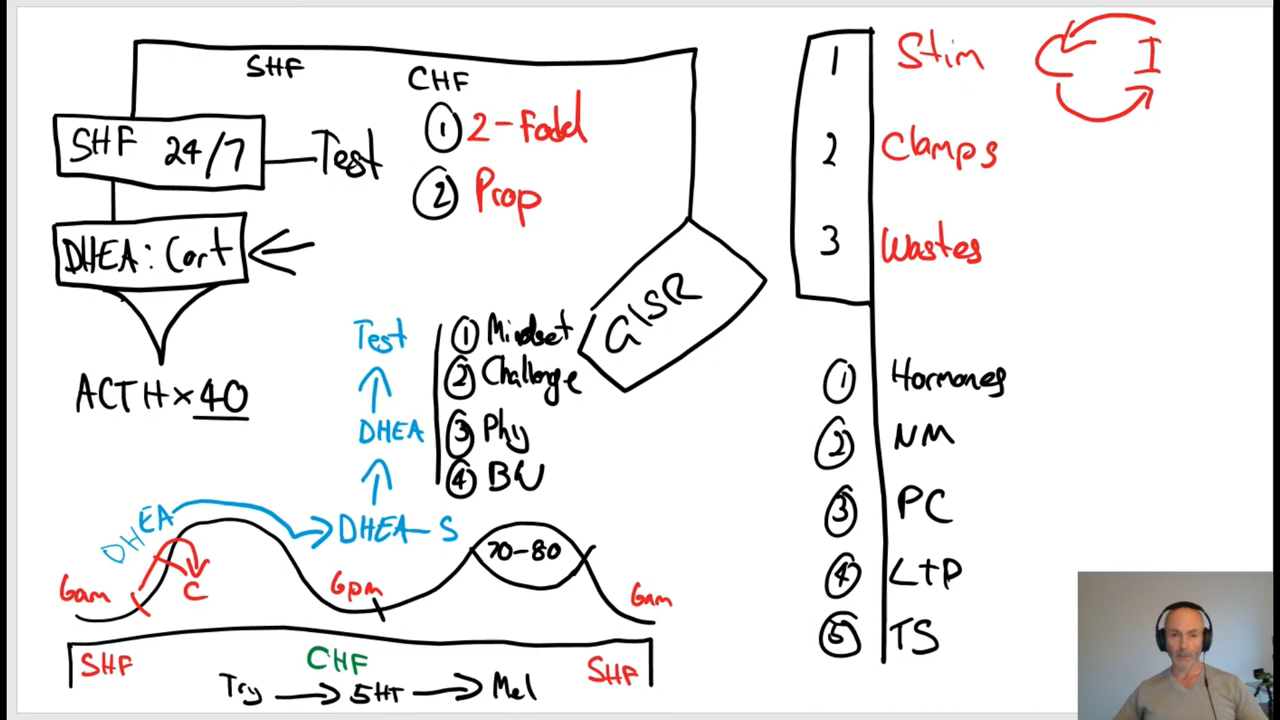 SHF
CHF
① 2-Fadel
② Prop
SHF 24/7
Test
DHEA: Cort
ACTH×40
GISR
Test
DHEA
DHEA-S
① Mindset
② Challenge
③ Phy
④ BW
DHEA
C
6am
6pm
70-80
6am
SHF
CHF
SHF
Try → 5HT → Mel
1 Stim
C I
2 Clamps
3 Wastes
① Hormones
② NM
③ PC
④ LTP
⑤ TS